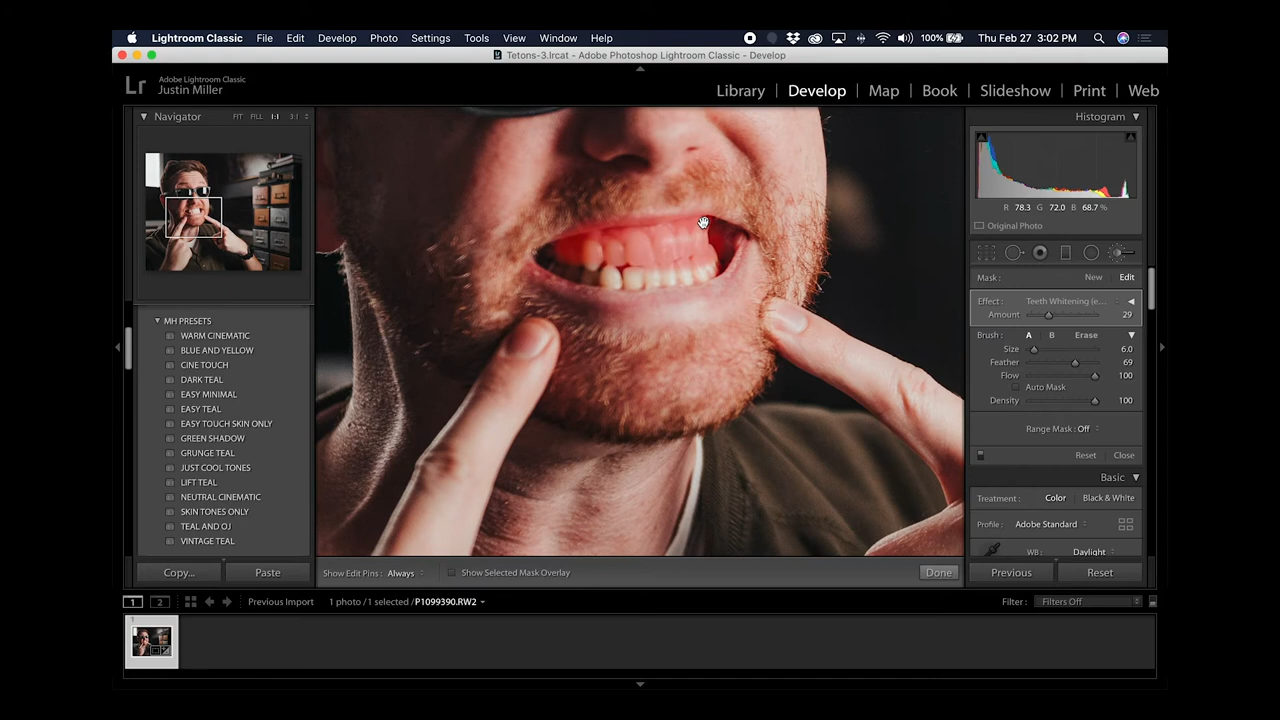 Lightroom Classic File Edit Develop Photo Settings Tools View Window Help 100% Thu Feb 27 3:02 PM
Tetons-3.lrcat - Adobe Photoshop Lightroom Classic - Develop
Lr Adobe Lightroom Classic
Justin Miller
Library | Develop | Map | Book | Slideshow | Print | Web
Navigator FIT FILL 1:1 3:1
Histogram
R 78.3 G 72.0 B 68.7 %
Original Photo
Mask : New Edit
Effect : Teeth Whitening (e...
Amount 29
Brush : A B Erase
Size 6.0
Feather 69
Flow 100
Auto Mask
Density 100
Range Mask : Off
Reset Close
Basic
Treatment : Color Black & White
Profile : Adobe Standard
WB : Daylight
MH PRESETS
WARM CINEMATIC
BLUE AND YELLOW
CINE TOUCH
DARK TEAL
EASY MINIMAL
EASY TEAL
EASY TOUCH SKIN ONLY
GREEN SHADOW
GRUNGE TEAL
JUST COOL TONES
LIFT TEAL
NEUTRAL CINEMATIC
SKIN TONES ONLY
TEAL AND OJ
VINTAGE TEAL
Copy... Paste Show Edit Pins : Always Show Selected Mask Overlay Done Previous Reset
1 2 Previous Import 1 photo / 1 selected / P1099390.RW2 Filter : Filters Off
1